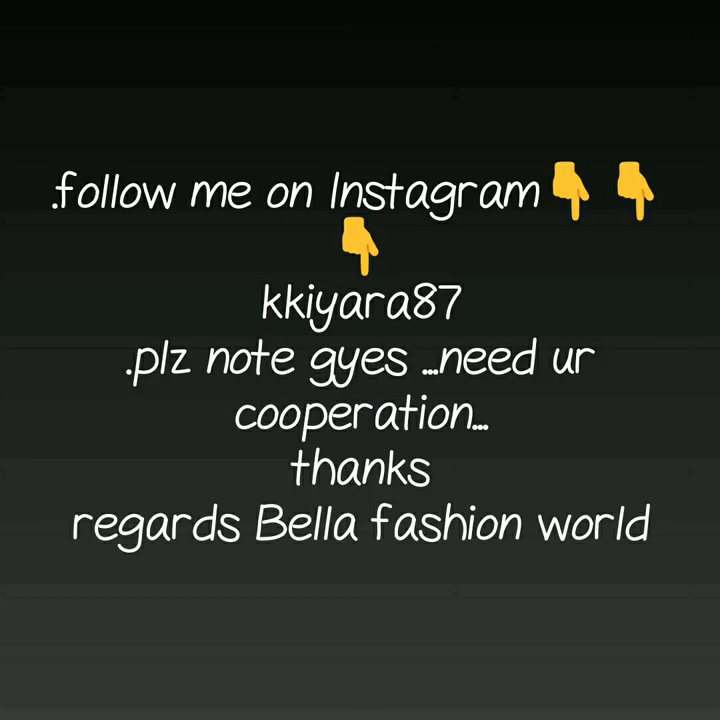 .follow me on Instagram👇 👇
👇
kkiyara87
.plz note gyes ...need ur
cooperation...
thanks
regards Bella fashion world